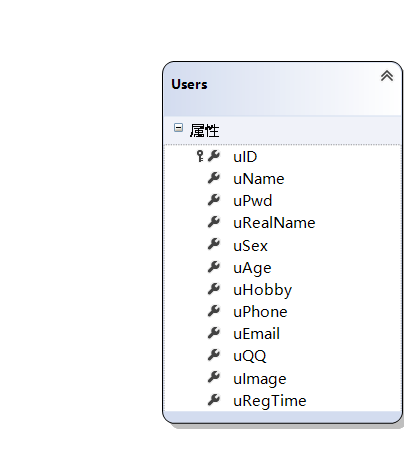 Users
属性
uID
uName
uPwd
uRealName
uSex
uAge
uHobby
uPhone
uEmail
uQQ
uImage
uRegTime